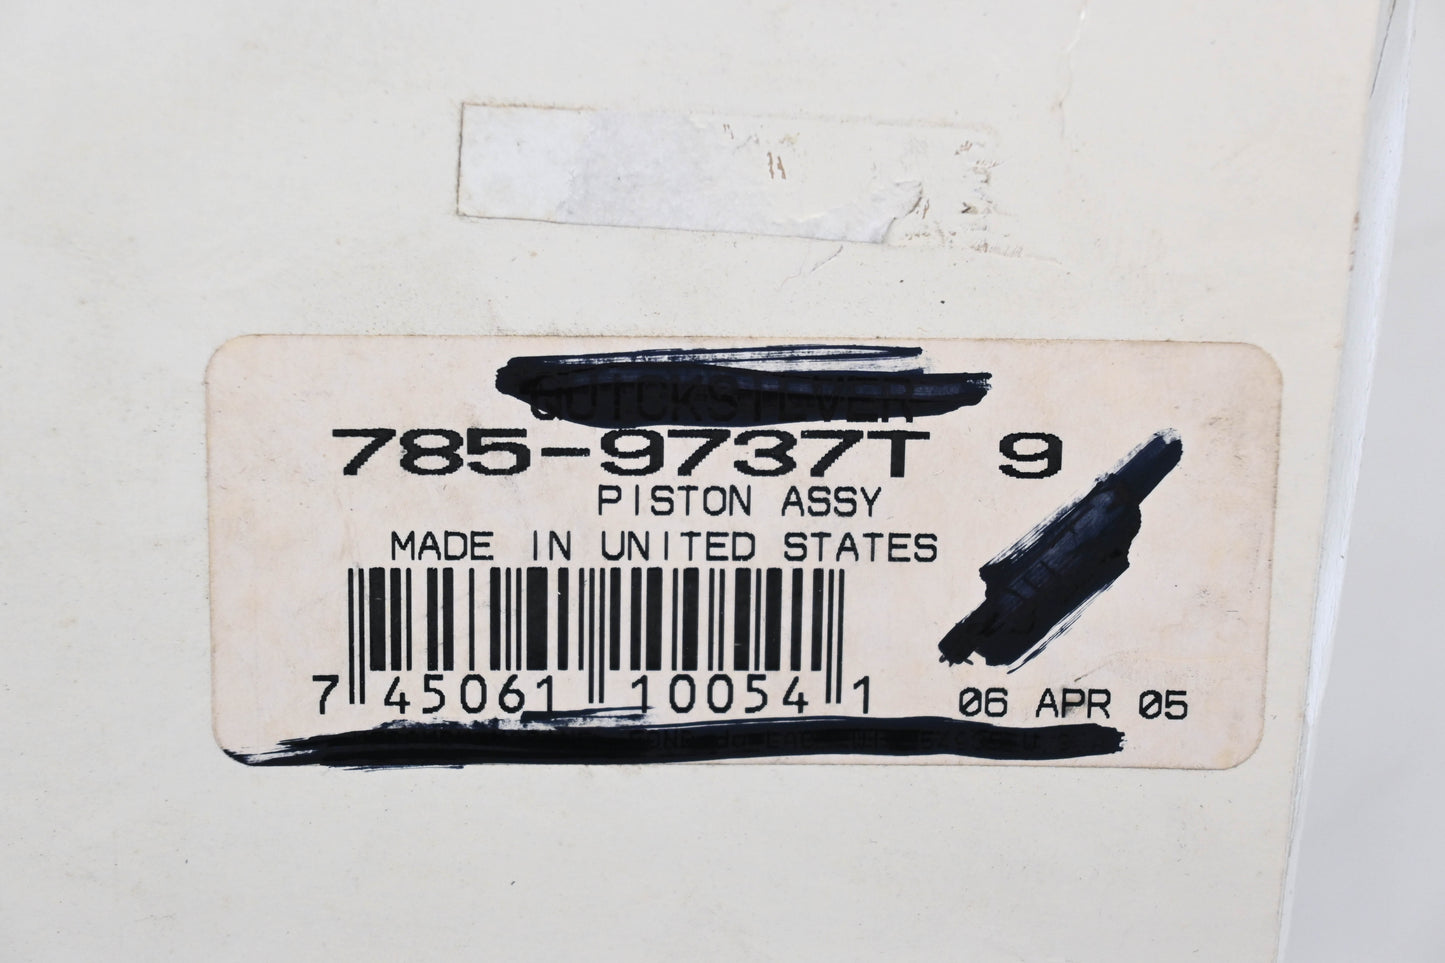 785-9737T 9
PISTON ASSY
MADE IN UNITED STATES
7 45061 10054 1
06 APR 05